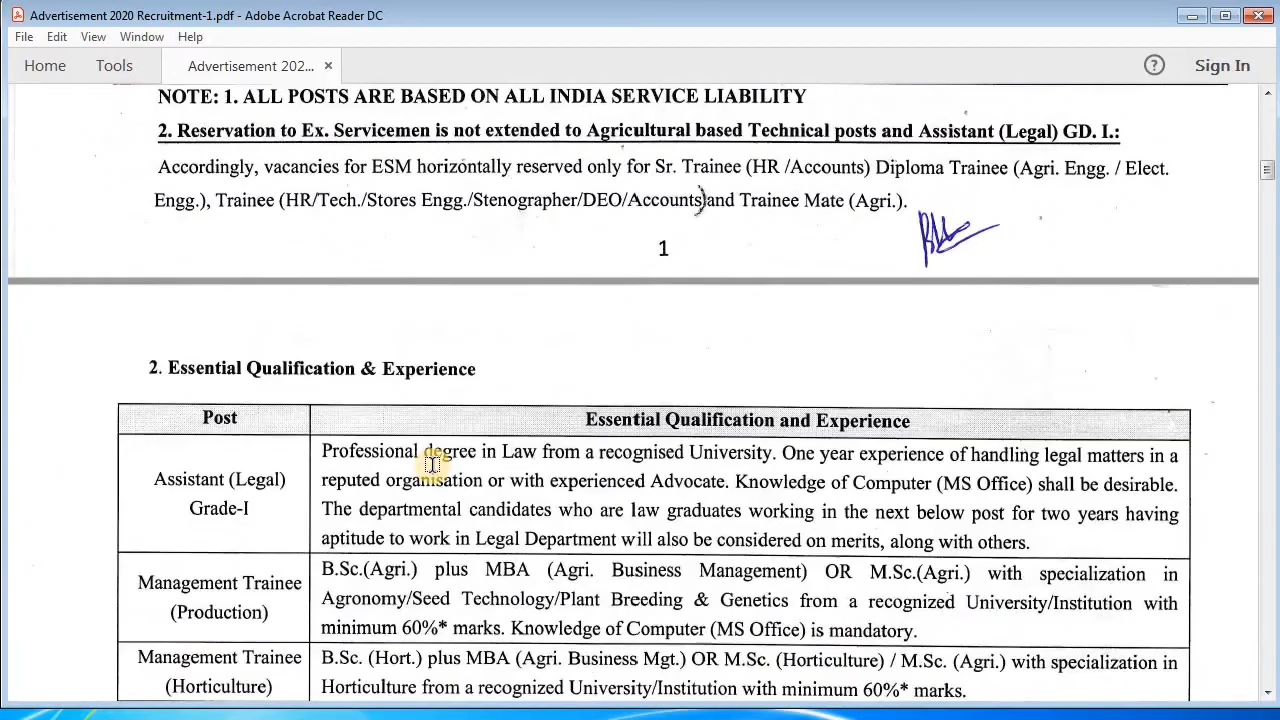 Advertisement 2020 Recruitment-1.pdf - Adobe Acrobat Reader DC
File Edit View Window Help
Home Tools Advertisement 202... × ? Sign In
NOTE: 1. ALL POSTS ARE BASED ON ALL INDIA SERVICE LIABILITY
2. Reservation to Ex. Servicemen is not extended to Agricultural based Technical posts and Assistant (Legal) GD. I.:
Accordingly, vacancies for ESM horizontally reserved only for Sr. Trainee (HR /Accounts) Diploma Trainee (Agri. Engg. / Elect.
Engg.), Trainee (HR/Tech./Stores Engg./Stenographer/DEO/Accounts)and Trainee Mate (Agri.).
1
2. Essential Qualification & Experience
Post Essential Qualification and Experience
Assistant (Legal)
Grade-I
Professional degree in Law from a recognised University. One year experience of handling legal matters in a
reputed organisation or with experienced Advocate. Knowledge of Computer (MS Office) shall be desirable.
The departmental candidates who are law graduates working in the next below post for two years having
aptitude to work in Legal Department will also be considered on merits, along with others.
Management Trainee
(Production)
B.Sc.(Agri.) plus MBA (Agri. Business Management) OR M.Sc.(Agri.) with specialization in
Agronomy/Seed Technology/Plant Breeding & Genetics from a recognized University/Institution with
minimum 60%* marks. Knowledge of Computer (MS Office) is mandatory.
Management Trainee
(Horticulture)
B.Sc. (Hort.) plus MBA (Agri. Business Mgt.) OR M.Sc. (Horticulture) / M.Sc. (Agri.) with specialization in
Horticulture from a recognized University/Institution with minimum 60%* marks.